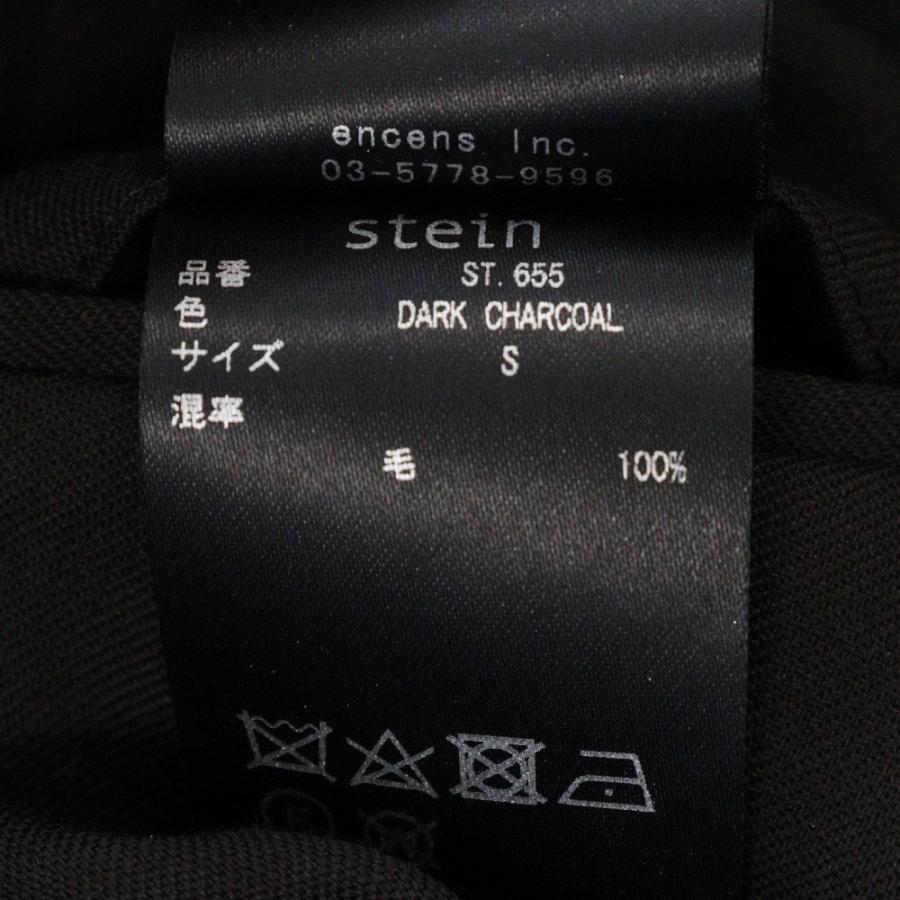 encens Inc.
03-5778-9596
stein
品番 ST.655
色 DARK CHARCOAL
サイズ S
混率
毛 100%
F
W